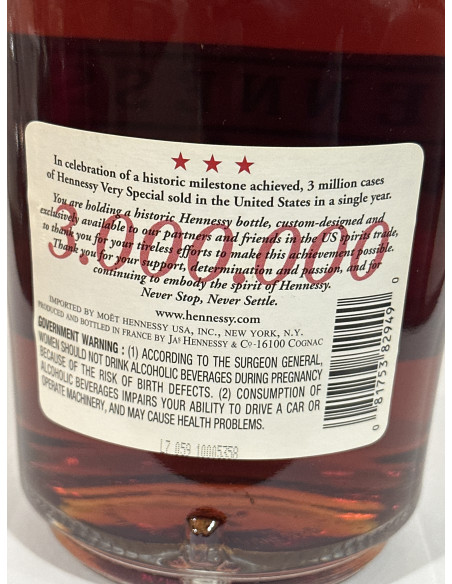 ENNES
★ ★ ★
In celebration of a historic milestone achieved, 3 million cases
of Hennessy Very Special sold in the United States in a single year.
3,000,000
You are holding a historic Hennessy bottle, custom-designed and
exclusively available to our partners and friends in the US spirits trade,
to thank you for your tireless efforts to make this achievement possible.
Thank you for your support, determination and passion, and for
continuing to embody the spirit of Hennessy.
Never Stop, Never Settle.
www.hennessy.com
IMPORTED BY MOËT HENNESSY USA, INC., NEW YORK, N.Y.
PRODUCED AND BOTTLED IN FRANCE BY JAS HENNESSY & CO - 16100 COGNAC
GOVERNMENT WARNING : (1) ACCORDING TO THE SURGEON GENERAL,
WOMEN SHOULD NOT DRINK ALCOHOLIC BEVERAGES DURING PREGNANCY
BECAUSE OF THE RISK OF BIRTH DEFECTS. (2) CONSUMPTION OF
ALCOHOLIC BEVERAGES IMPAIRS YOUR ABILITY TO DRIVE A CAR OR
OPERATE MACHINERY, AND MAY CAUSE HEALTH PROBLEMS.
0 81753 82949 0
L7 059 10005358